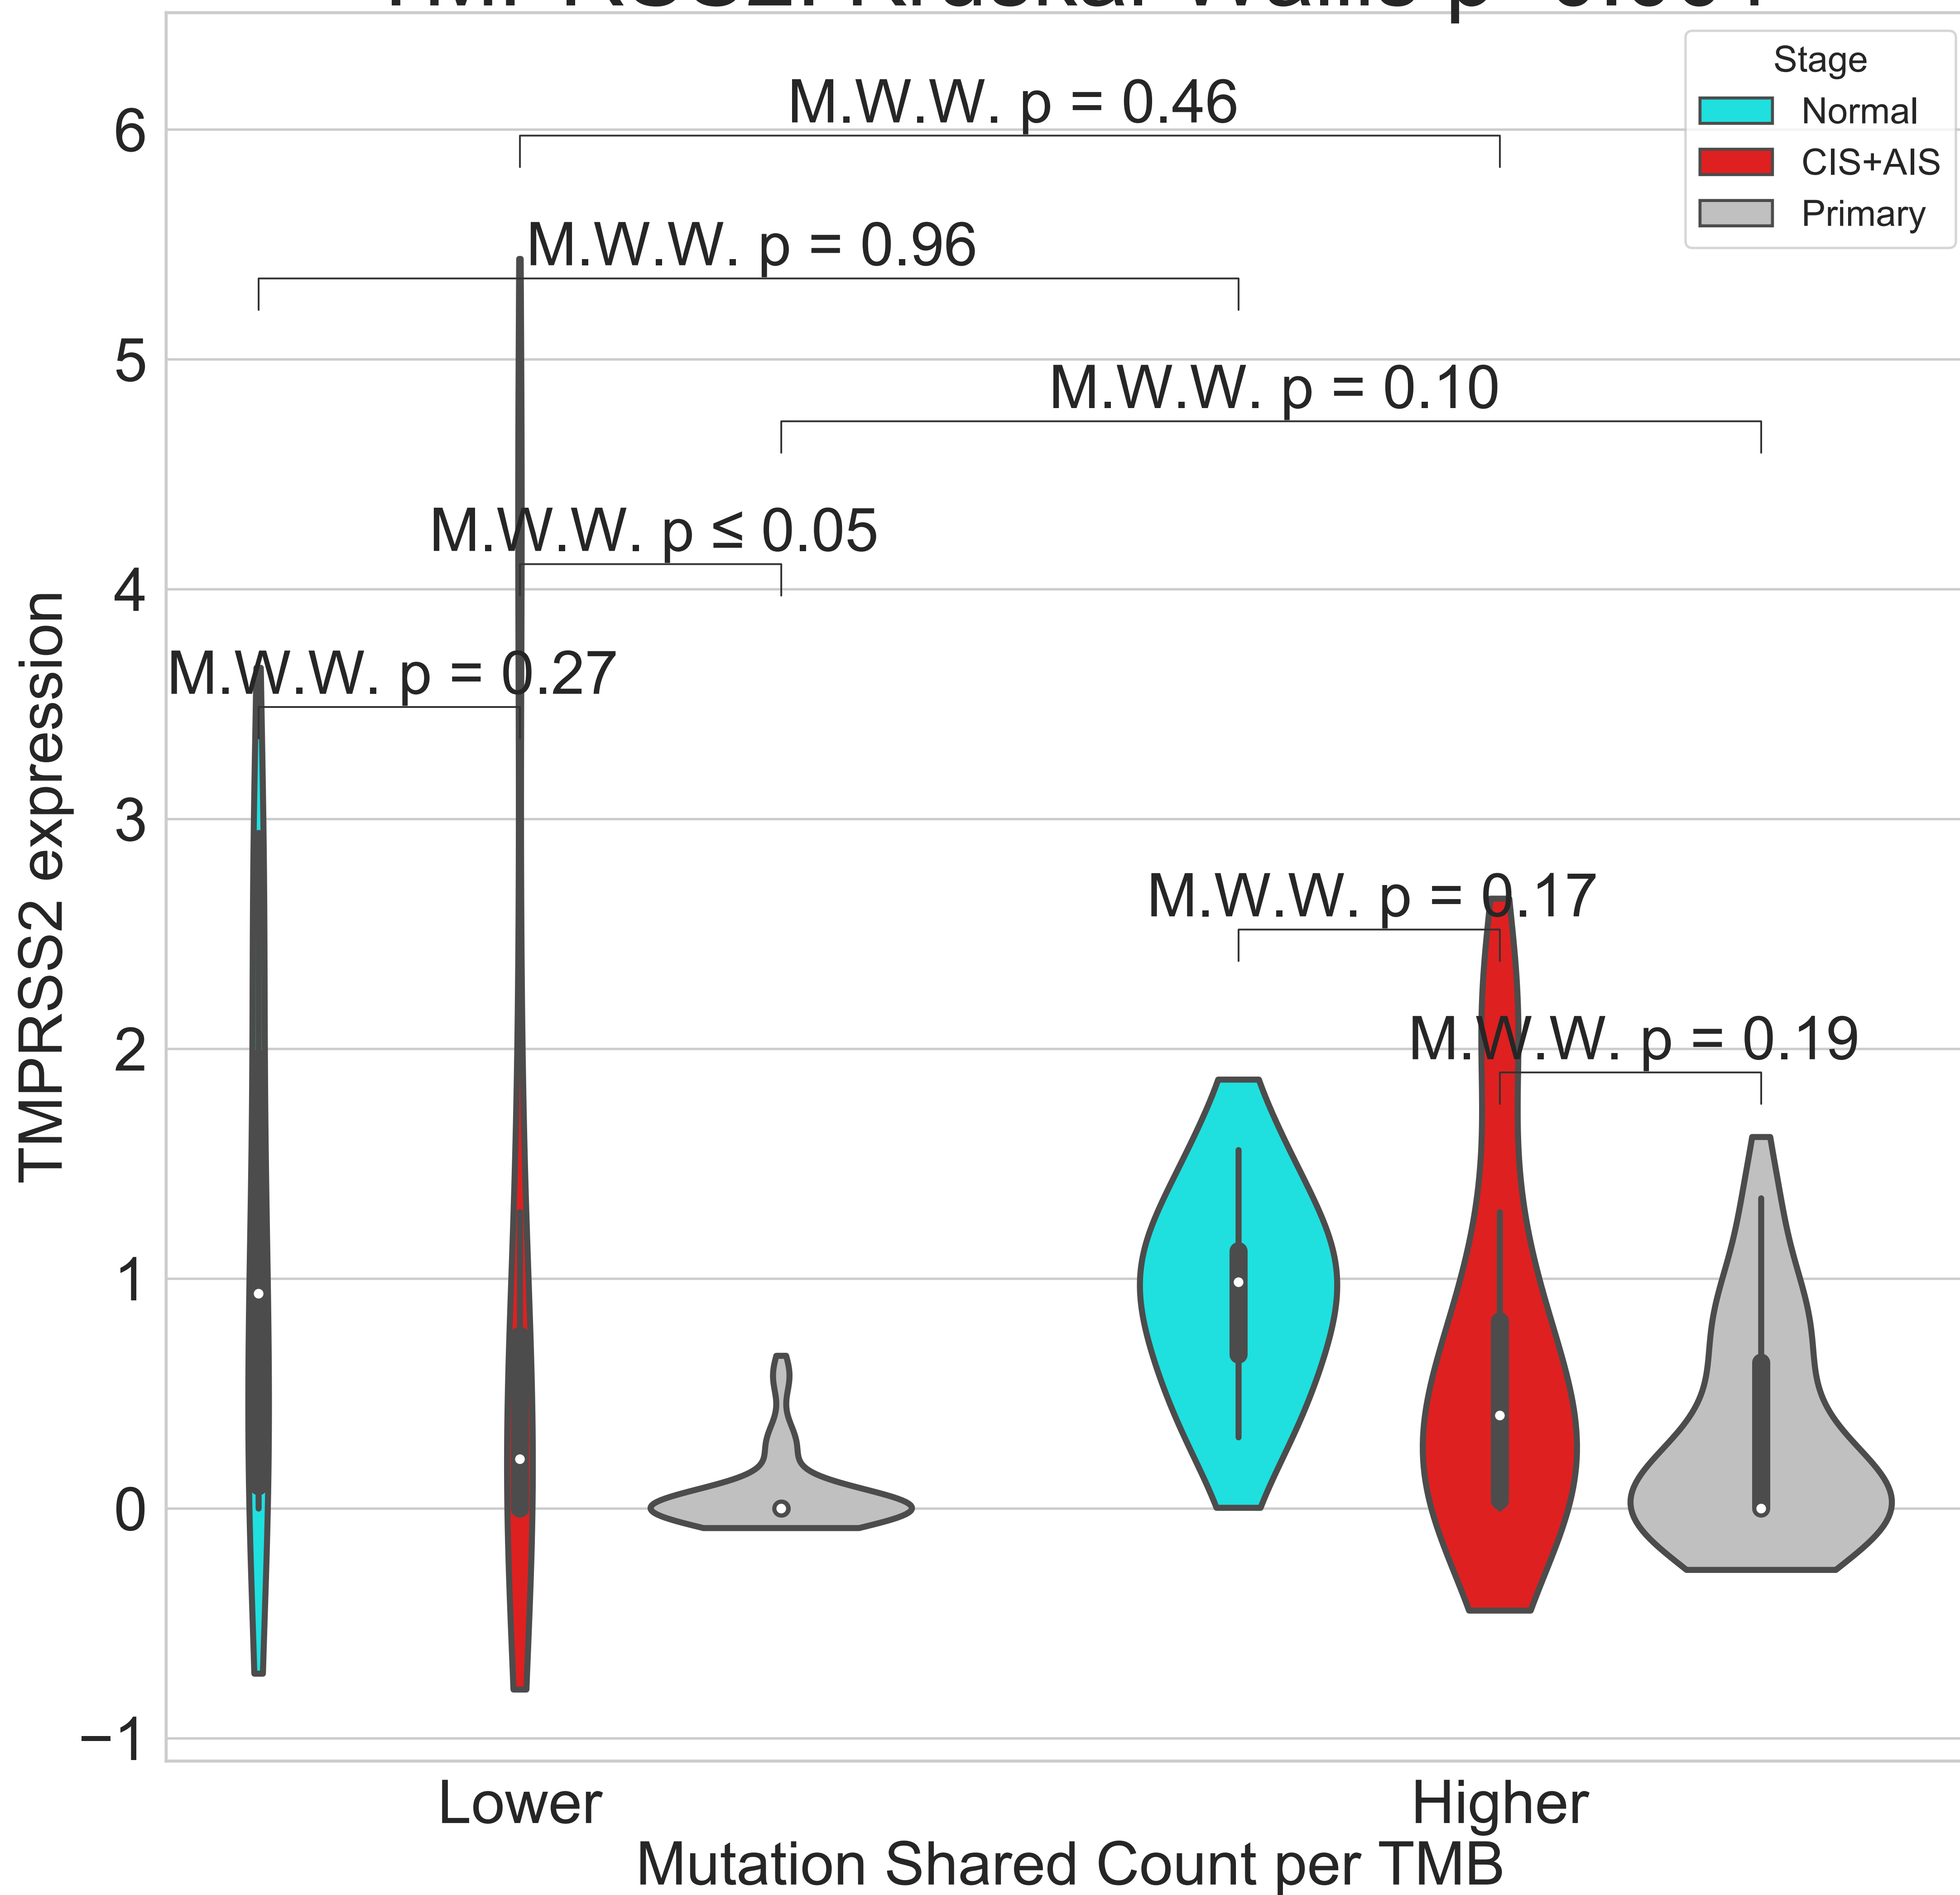 Stage
Normal
CIS+AIS
Primary
M.W.W. p = 0.46
M.W.W. p = 0.96
M.W.W. p = 0.10
M.W.W. p ≤ 0.05
M.W.W. p = 0.27
M.W.W. p = 0.17
M.W.W. p = 0.19
6
5
4
3
2
1
0
−1
TMPRSS2 expression
Lower
Higher
Mutation Shared Count per TMB